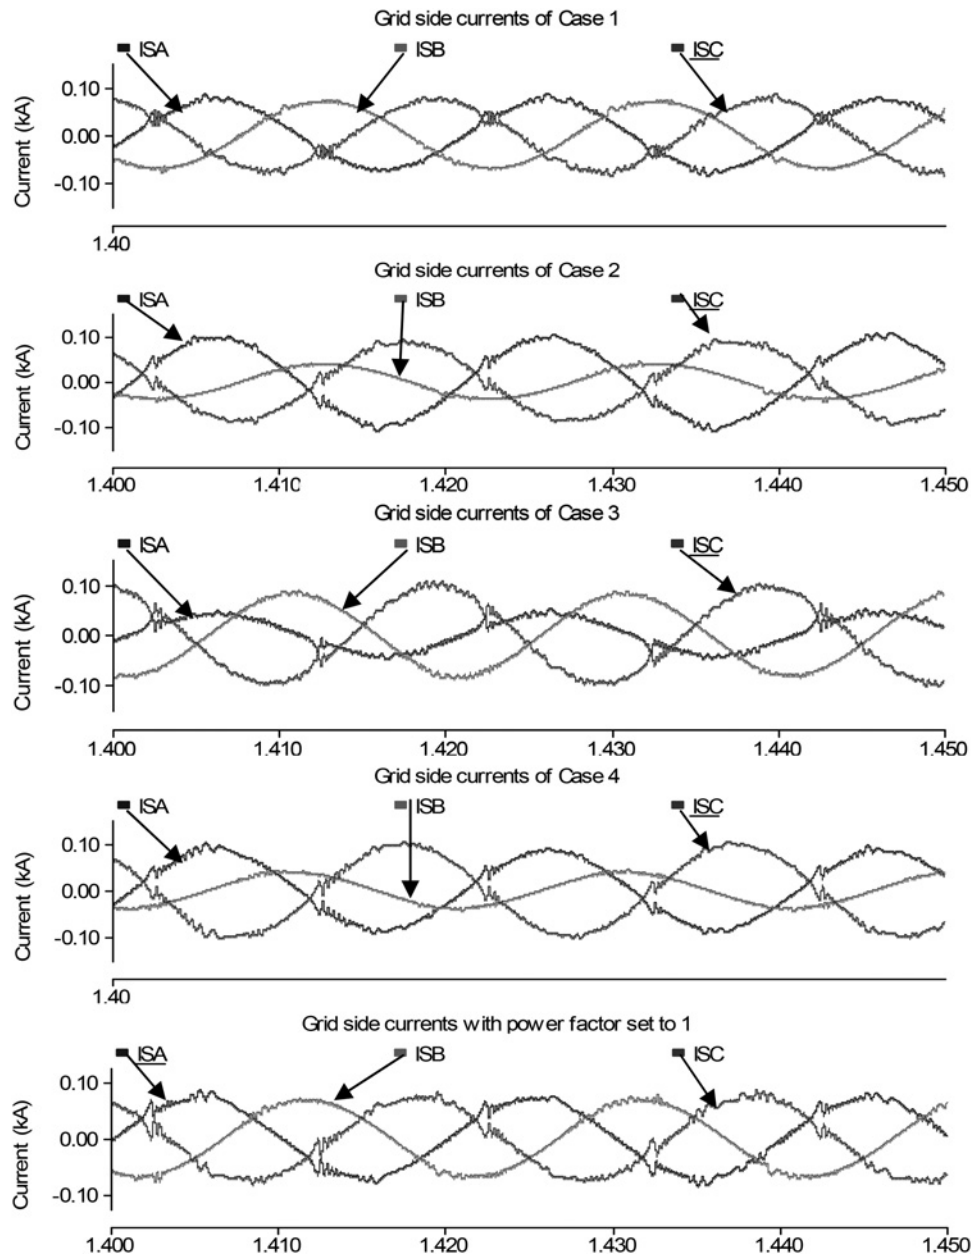 Grid side currents of Case 1
ISA ISB ISC
Current (kA)
0.10
0.00
-0.10
1.40
Grid side currents of Case 2
ISA ISB ISC
Current (kA)
0.10
0.00
-0.10
1.400 1.410 1.420 1.430 1.440 1.450
Grid side currents of Case 3
ISA ISB ISC
Current (kA)
0.10
0.00
-0.10
1.400 1.410 1.420 1.430 1.440 1.450
Grid side currents of Case 4
ISA ISB ISC
Current (kA)
0.10
0.00
-0.10
1.40
Grid side currents with power factor set to 1
ISA ISB ISC
Current (kA)
0.10
0.00
-0.10
1.400 1.410 1.420 1.430 1.440 1.450